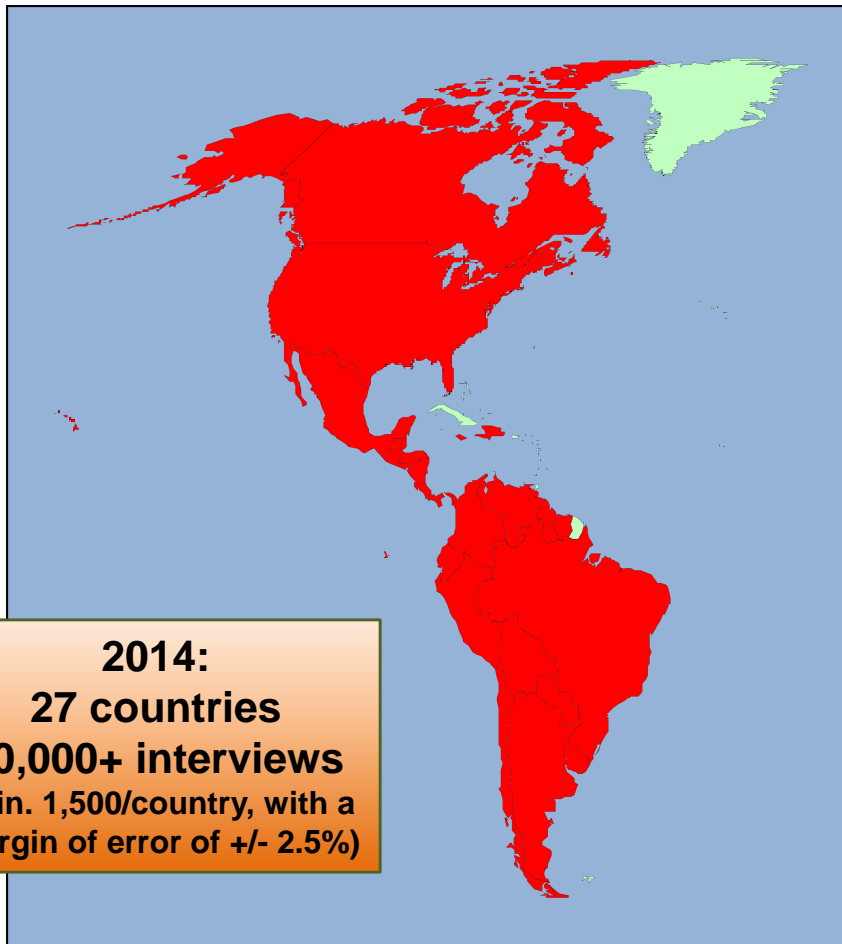 2014:
27 countries
0,000+ interviews
in. 1,500/country, with a
rgin of error of +/- 2.5%)